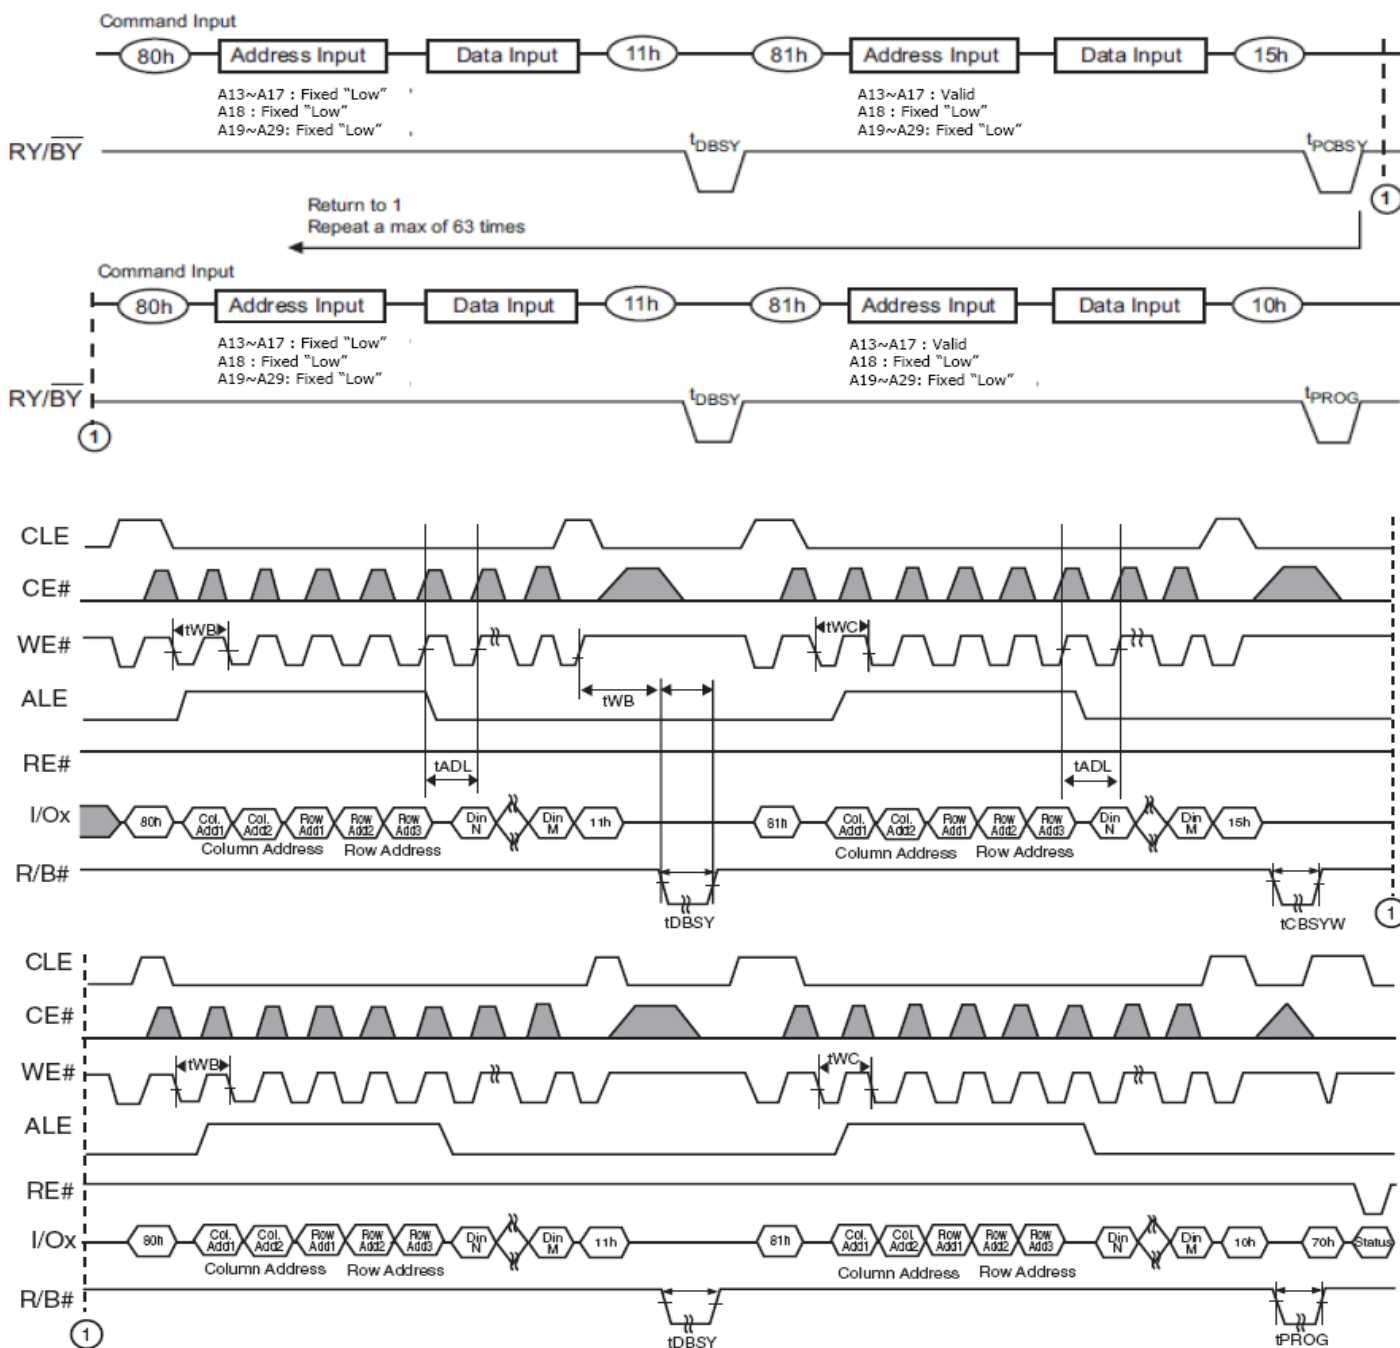 Command Input
80h Address Input Data Input 11h 81h Address Input Data Input 15h
A13~A17 : Fixed "Low" A13~A17 : Valid
A18 : Fixed "Low" A18 : Fixed "Low"
A19~A29: Fixed "Low" A19~A29: Fixed "Low"
RY/BY tDBSY tPCBSY
1
Return to 1
Repeat a max of 63 times
Command Input
80h Address Input Data Input 11h 81h Address Input Data Input 10h
A13~A17 : Fixed "Low" A13~A17 : Valid
A18 : Fixed "Low" A18 : Fixed "Low"
A19~A29: Fixed "Low" A19~A29: Fixed "Low"
RY/BY tDBSY tPROG
1
CLE
CE#
WE# tWB tWC
ALE tWB
RE#
tADL tADL
I/Ox 80h Col. Add1 Col. Add2 Row Add1 Row Add2 Row Add3 Din N Din M 11h 81h Col. Add1 Col. Add2 Row Add1 Row Add2 Row Add3 Din N Din M 15h
Column Address Row Address Column Address Row Address
R/B#
tDBSY tCBSYW 1
CLE
CE#
WE# tWB tWC
ALE
RE#
I/Ox 80h Col. Add1 Col. Add2 Row Add1 Row Add2 Row Add3 Din N Din M 11h 81h Col. Add1 Col. Add2 Row Add1 Row Add2 Row Add3 Din N Din M 10h 70h Status
Column Address Row Address Column Address Row Address
R/B#
1 tDBSY tPROG